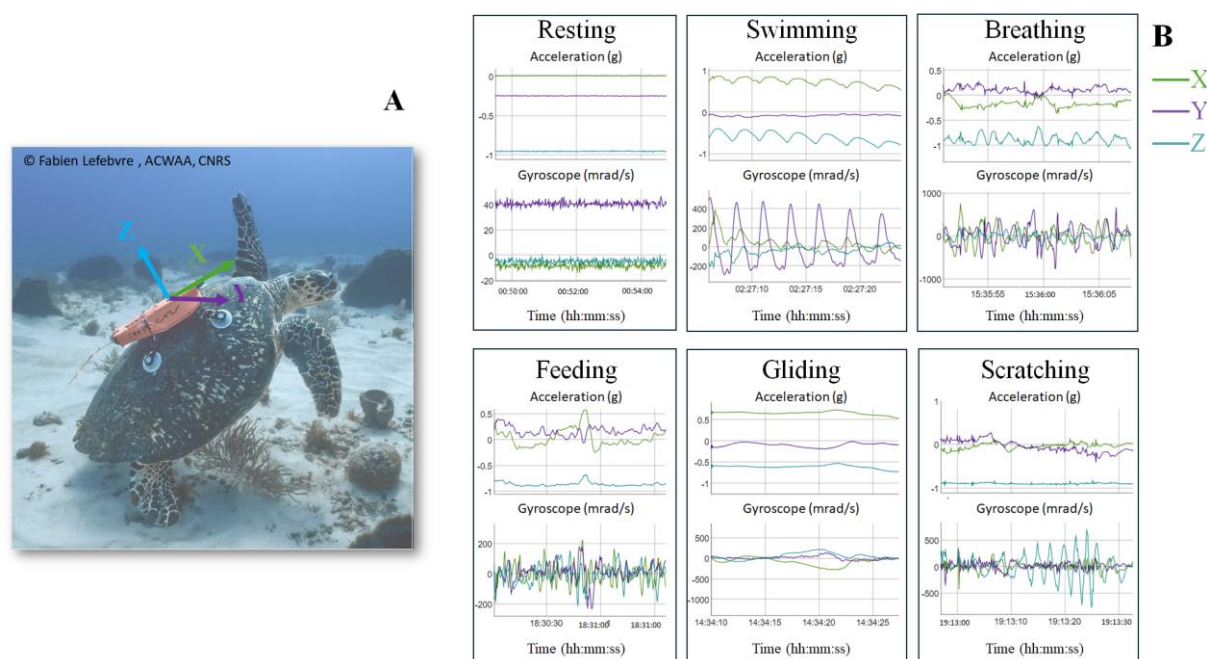 A
© Fabien Lefebvre , ACWAA, CNRS
Z
X
Y
B
X
Y
Z
Resting
Acceleration (g)
0
-0.5
-1
Gyroscope (mrad/s)
40
20
0
-20
00:50:00 00:52:00 00:54:00
Time (hh:mm:ss)
Swimming
Acceleration (g)
1
0
-1
Gyroscope (mrad/s)
400
200
0
-200
02:27:10 02:27:15 02:27:20
Time (hh:mm:ss)
Breathing
Acceleration (g)
0.5
0
-0.5
-1
Gyroscope (mrad/s)
1000
0
-1000
15:35:55 15:36:00 15:36:05
Time (hh:mm:ss)
Feeding
Acceleration (g)
0.5
0
-0.5
-1
Gyroscope (mrad/s)
200
0
-200
18:30:30 18:31:00 18:31:00
Time (hh:mm:ss)
Gliding
Acceleration (g)
0.5
0
-0.5
-1
Gyroscope (mrad/s)
500
0
-500
-1000
14:34:10 14:34:15 14:34:20 14:34:25
Time (hh:mm:ss)
Scratching
Acceleration (g)
1
0
-1
Gyroscope (mrad/s)
500
0
-500
19:13:00 19:13:10 19:13:20 19:13:30
Time (hh:mm:ss)